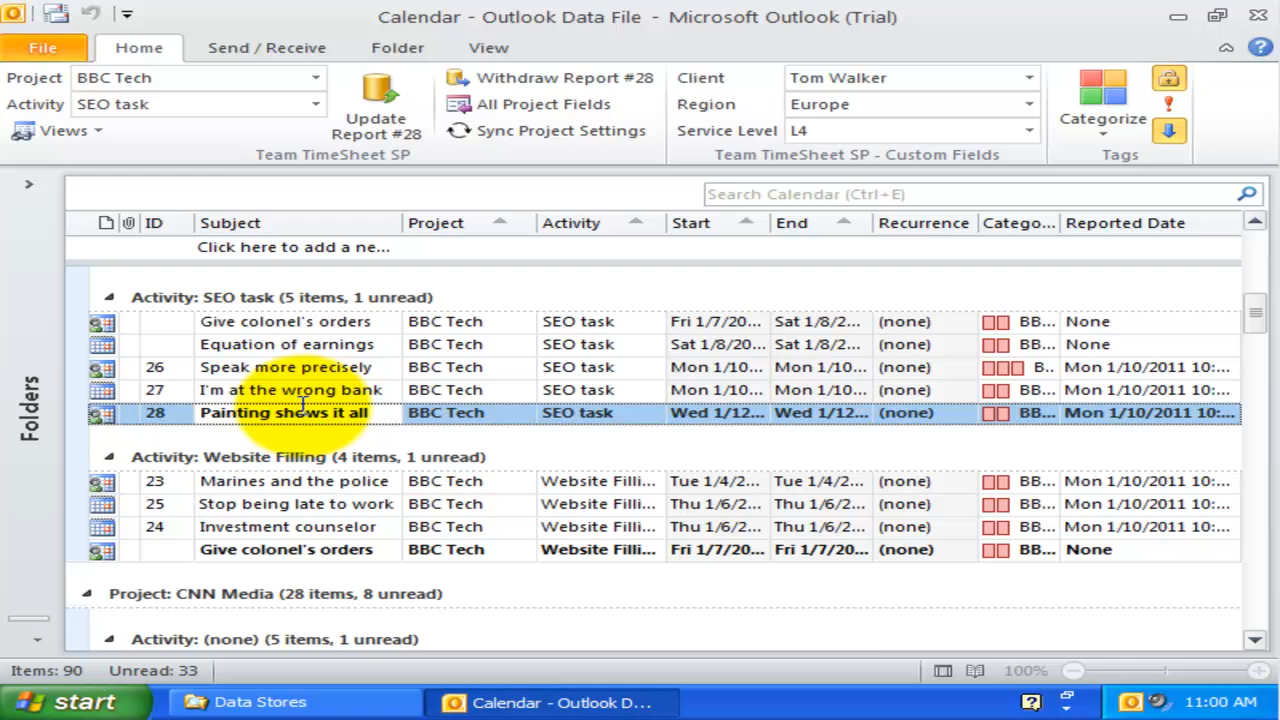 Calendar - Outlook Data File - Microsoft Outlook (Trial)
File Home Send / Receive Folder View
Project BBC Tech
Activity SEO task
Views
Update Report #28
Withdraw Report #28
All Project Fields
Sync Project Settings
Team TimeSheet SP
Client Tom Walker
Region Europe
Service Level L4
Team TimeSheet SP - Custom Fields
Categorize
Tags
Folders
Search Calendar (Ctrl+E)
ID Subject Project Activity Start End Recurrence Catego... Reported Date
Click here to add a ne...
Activity: SEO task (5 items, 1 unread)
Give colonel's orders BBC Tech SEO task Fri 1/7/20... Sat 1/8/2... (none) BB... None
Equation of earnings BBC Tech SEO task Sat 1/8/20... Sat 1/8/2... (none) BB... None
26 Speak more precisely BBC Tech SEO task Mon 1/10... Mon 1/10... (none) B... Mon 1/10/2011 10:...
27 I'm at the wrong bank BBC Tech SEO task Mon 1/10... Mon 1/10... (none) BB... Mon 1/10/2011 10:...
28 Painting shows it all BBC Tech SEO task Wed 1/12... Wed 1/12... (none) BB... Mon 1/10/2011 10:...
Activity: Website Filling (4 items, 1 unread)
23 Marines and the police BBC Tech Website Filli... Tue 1/4/2... Tue 1/4/2... (none) BB... Mon 1/10/2011 10:...
25 Stop being late to work BBC Tech Website Filli... Thu 1/6/2... Thu 1/6/2... (none) BB... Mon 1/10/2011 10:...
24 Investment counselor BBC Tech Website Filli... Thu 1/6/2... Thu 1/6/2... (none) BB... Mon 1/10/2011 10:...
Give colonel's orders BBC Tech Website Filli... Fri 1/7/20... Fri 1/7/20... (none) BB... None
Project: CNN Media (28 items, 8 unread)
Activity: (none) (5 items, 1 unread)
Items: 90 Unread: 33 100%
start Data Stores Calendar - Outlook D... 11:00 AM